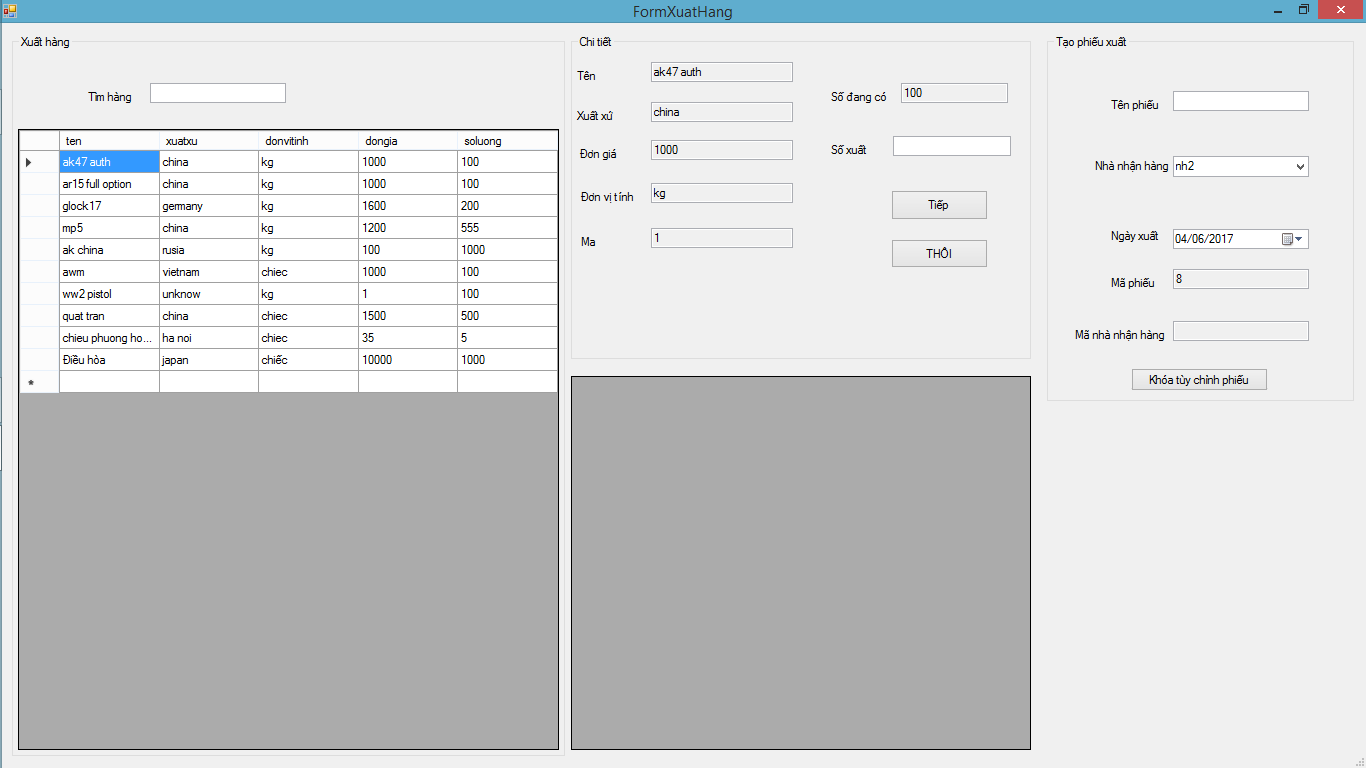 FormXuatHang
Xuất hàng
Tìm hàng
ten xuatxu donvitinh dongia soluong
ak47 auth china kg 1000 100
ar15 full option china kg 1000 100
glock17 germany kg 1600 200
mp5 china kg 1200 555
ak china rusia kg 100 1000
awm vietnam chiec 1000 100
ww2 pistol unknow kg 1 100
quat tran china chiec 1500 500
chieu phuong ho... ha noi chiec 35 5
Điều hòa japan chiếc 10000 1000
Chi tiết
Tên ak47 auth
Xuất xứ china
Đơn giá 1000
Đơn vị tính kg
Ma 1
Số đang có 100
Số xuất
Tiếp
THÔI
Tạo phiếu xuất
Tên phiếu
Nhà nhận hàng nh2
Ngày xuất 04/06/2017
Mã phiếu 8
Mã nhà nhận hàng
Khóa tùy chỉnh phiếu